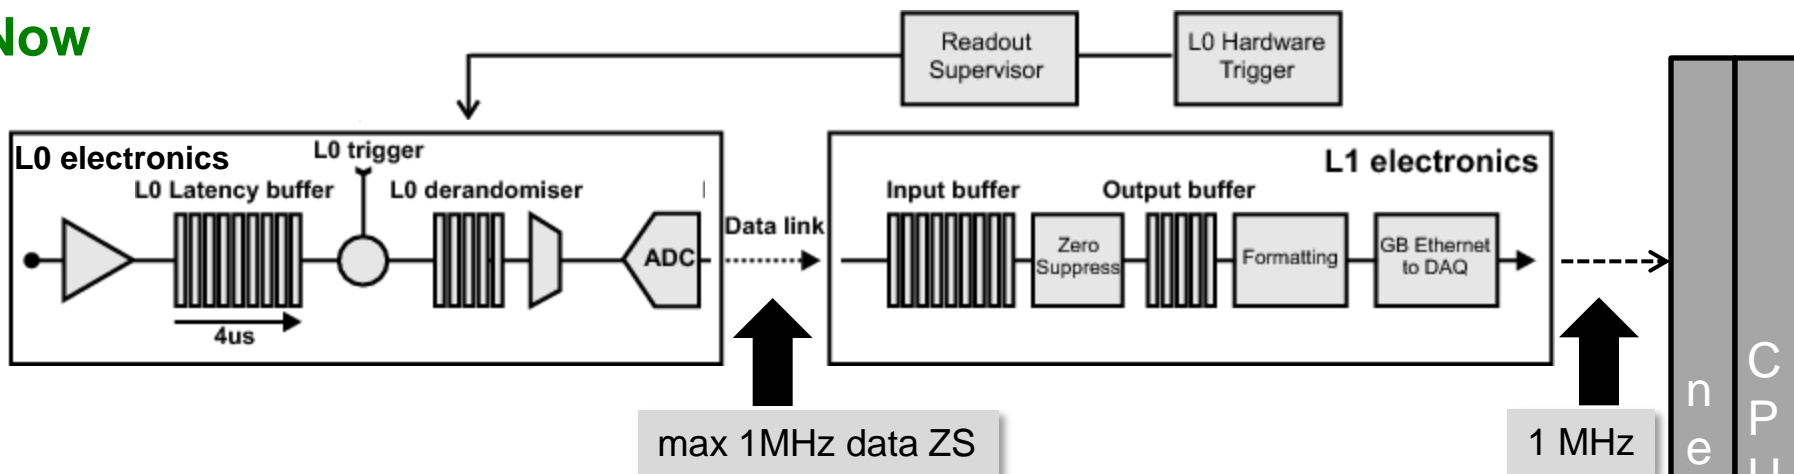 Now
Readout
Supervisor
L0 Hardware
Trigger
L0 electronics
L0 trigger
L0 Latency buffer
L0 derandomiser
ADC
4us
Data link
L1 electronics
Input buffer
Output buffer
Zero
Suppress
Formatting
GB Ethernet
to DAQ
max 1MHz data ZS
1 MHz
n
e
C
P
U